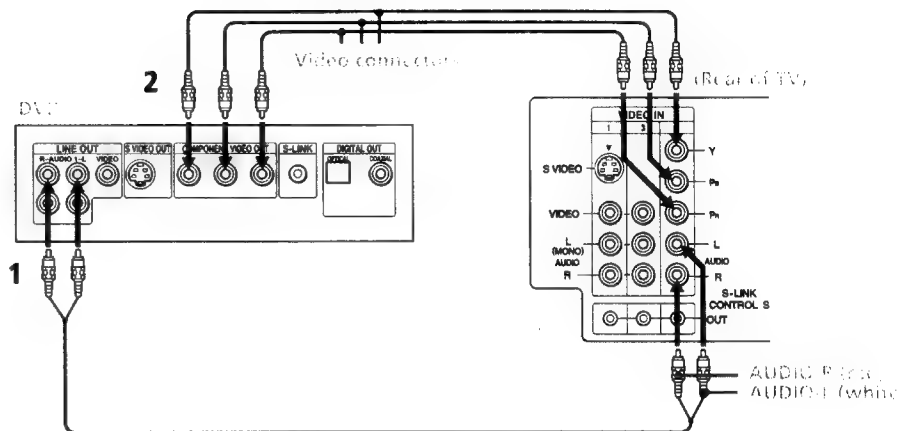 Video connectors
2
(Rear of TV)
VIDEO IN
1 3
LINE OUT
R-AUDIO 1-L VIDEO
S VIDEO OUT
COMPONENT VIDEO OUT
S-LINK
DIGITAL OUT
OPTICAL
COAXIAL
S VIDEO
Y
PB
VIDEO
PR
L
(MONO)
AUDIO
R
L
AUDIO
R
S-LINK
CONTROL S
OUT
1
AUDIO-R
AUDIO-L (white